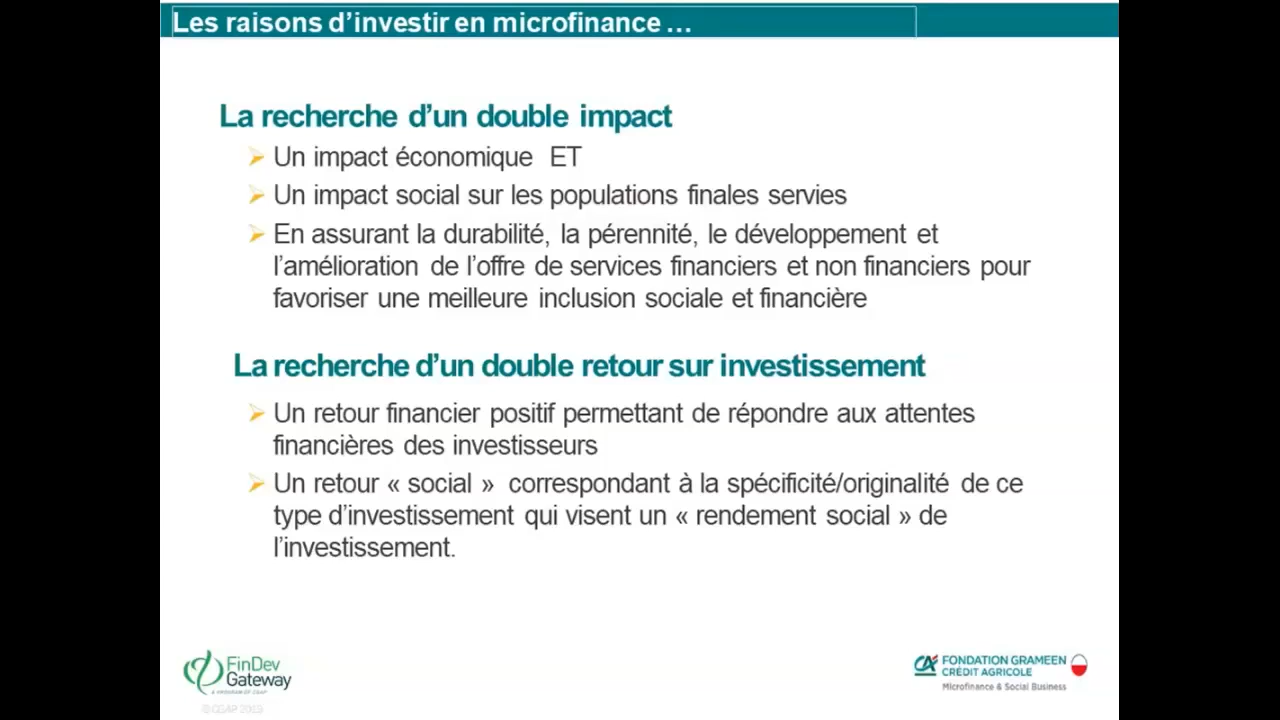 Les raisons d’investir en microfinance …
La recherche d’un double impact
Un impact économique ET
Un impact social sur les populations finales servies
En assurant la durabilité, la pérennité, le développement et
l’amélioration de l’offre de services financiers et non financiers pour
favoriser une meilleure inclusion sociale et financière
La recherche d’un double retour sur investissement
Un retour financier positif permettant de répondre aux attentes
financières des investisseurs
Un retour « social » correspondant à la spécificité/originalité de ce
type d’investissement qui visent un « rendement social » de
l’investissement.
FinDev
Gateway
A PROGRAM OF CGAP
CA
FONDATION GRAMEEN
CRÉDIT AGRICOLE
Microfinance & Social Business